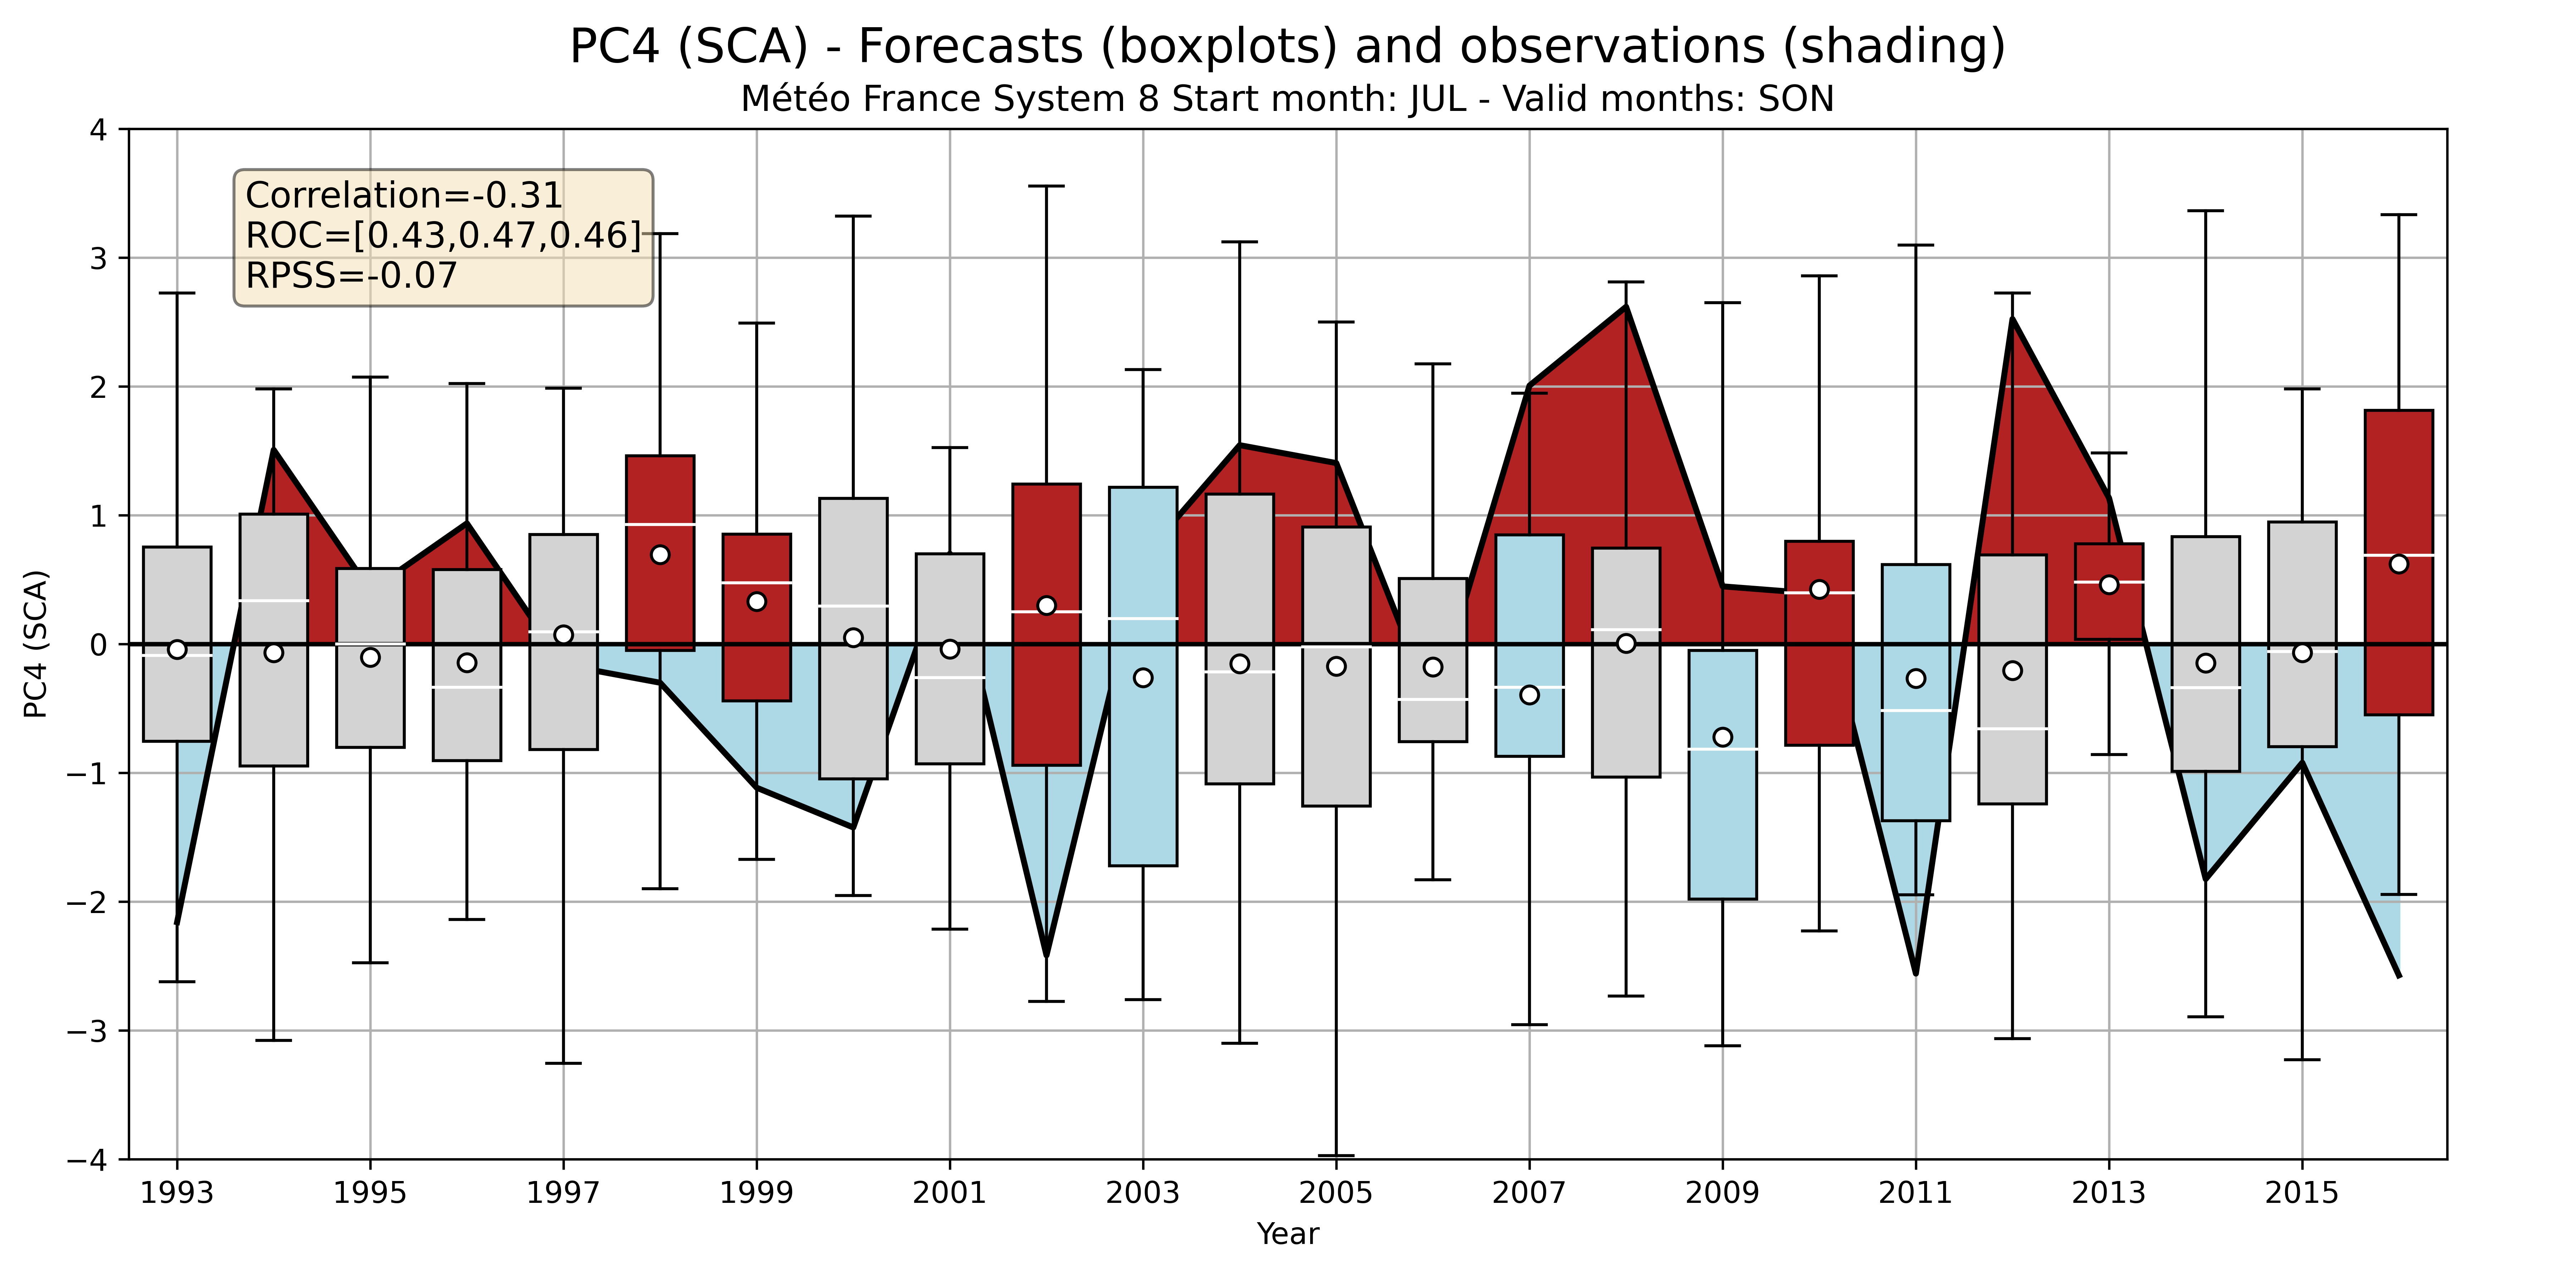 PC4 (SCA) - Forecasts (boxplots) and observations (shading)
Météo France System 8 Start month: JUL - Valid months: SON
Correlation=-0.31
ROC=[0.43,0.47,0.46]
RPSS=-0.07
4
3
2
1
0
−1
−2
−3
−4
PC4 (SCA)
1993 1995 1997 1999 2001 2003 2005 2007 2009 2011 2013 2015
Year